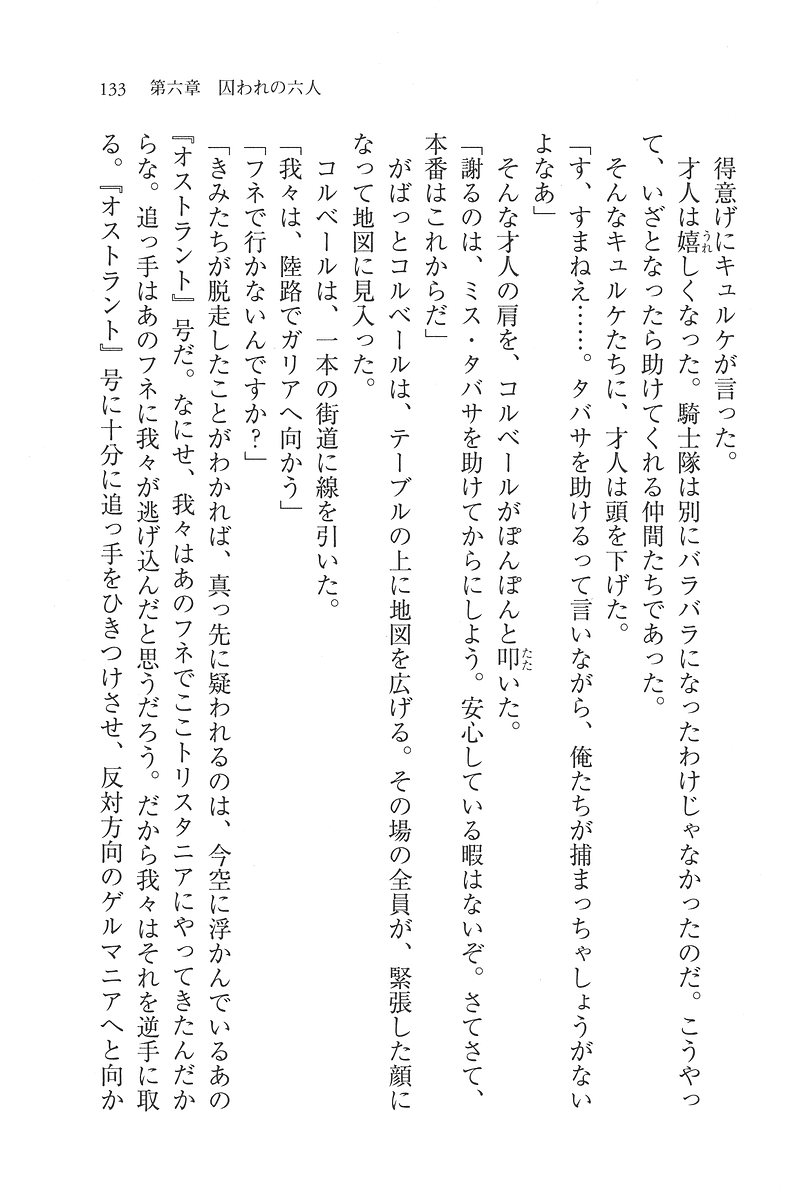 133　第六章　囚われの六人
　得意げにキュルケが言った。
　才人は嬉しくなった。騎士隊は別にバラバラになったわけじゃなかったのだ。こうやっ
て、いざとなったら助けてくれる仲間たちであった。
　そんなキュルケたちに、才人は頭を下げた。
「す、すまねえ……。タバサを助けるって言いながら、俺たちが捕まっちゃしょうがない
よなあ」
　そんな才人の肩を、コルベールがぽんぽんと叩いた。
「謝るのは、ミス・タバサを助けてからにしよう。安心している暇はないぞ。さてさて、
本番はこれからだ」
　がばっとコルベールは、テーブルの上に地図を広げる。その場の全員が、緊張した顔に
なって地図に見入った。
　コルベールは、一本の街道に線を引いた。
「我々は、陸路でガリアへ向かう」
「フネで行かないんですか？」
「きみたちが脱走したことがわかれば、真っ先に疑われるのは、今空に浮かんでいるあの
『オストラント』号だ。なにせ、我々はあのフネでここトリスタニアにやってきたんだか
らな。追っ手はあのフネに我々が逃げ込んだと思うだろう。だから我々はそれを逆手に取
る。『オストラント』号に十分に追っ手をひきつけさせ、反対方向のゲルマニアへと向か